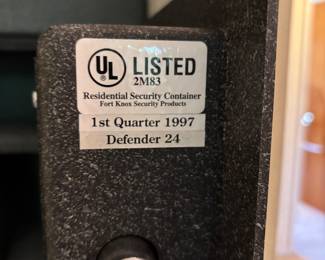 UL LISTED
2M83
Residential Security Container
Fort Knox Security Products
1st Quarter 1997
Defender 24